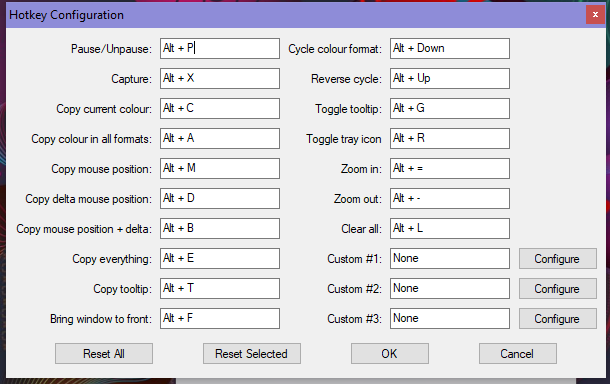 Hotkey Configuration x
Pause/Unpause: Alt + P Cycle colour format: Alt + Down
Capture: Alt + X Reverse cycle: Alt + Up
Copy current colour: Alt + C Toggle tooltip: Alt + G
Copy colour in all formats: Alt + A Toggle tray icon Alt + R
Copy mouse position: Alt + M Zoom in: Alt + =
Copy delta mouse position: Alt + D Zoom out: Alt + -
Copy mouse position + delta: Alt + B Clear all: Alt + L
Copy everything: Alt + E Custom #1: None Configure
Copy tooltip: Alt + T Custom #2: None Configure
Bring window to front: Alt + F Custom #3: None Configure
Reset All Reset Selected OK Cancel